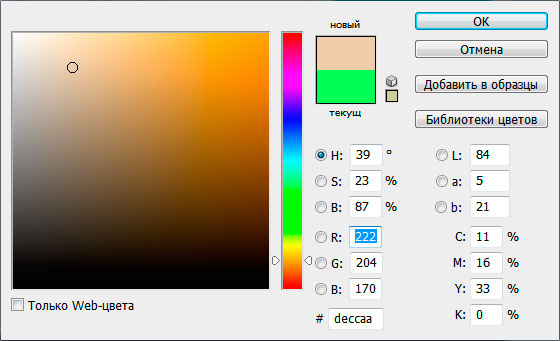 новый
текущ
OK
Отмена
Добавить в образцы
Библиотеки цветов
H: 39 °
S: 23 %
B: 87 %
R: 222
G: 204
B: 170
# deccaa
L: 84
a: 5
b: 21
C: 11 %
M: 16 %
Y: 33 %
K: 0 %
Только Web-цвета